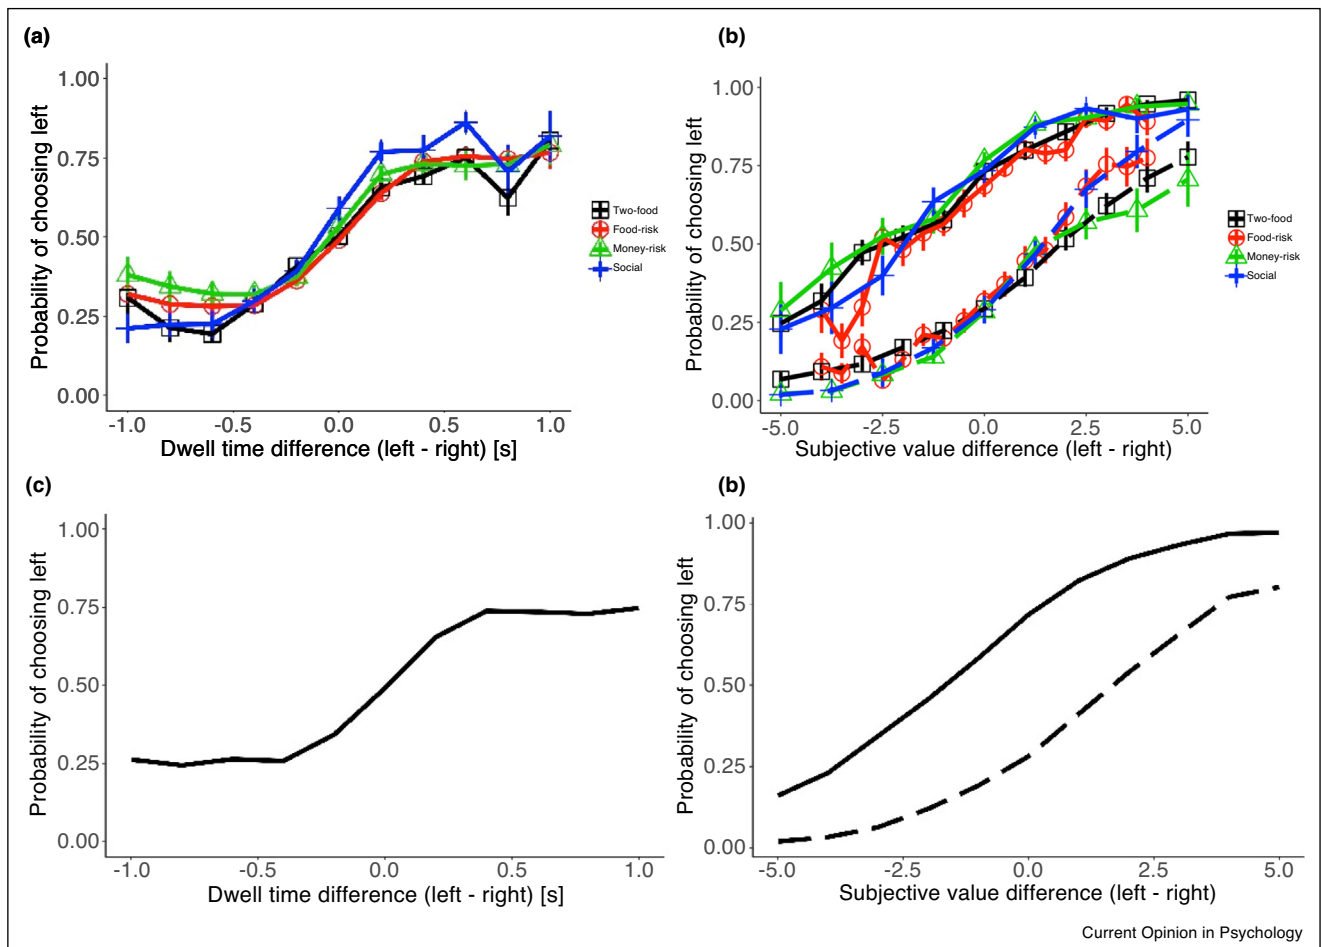 (a)
Probability of choosing left
1.00
0.75
0.50
0.25
0.00
-1.0
-0.5
0.0
0.5
1.0
Dwell time difference (left - right) [s]
Two-food
Food-risk
Money-risk
Social
(b)
Probability of choosing left
1.00
0.75
0.50
0.25
0.00
-5.0
-2.5
0.0
2.5
5.0
Subjective value difference (left - right)
Two-food
Food-risk
Money-risk
Social
(c)
Probability of choosing left
1.00
0.75
0.50
0.25
0.00
-1.0
-0.5
0.0
0.5
1.0
Dwell time difference (left - right) [s]
(b)
Probability of choosing left
1.00
0.75
0.50
0.25
0.00
-5.0
-2.5
0.0
2.5
5.0
Subjective value difference (left - right)
Current Opinion in Psychology